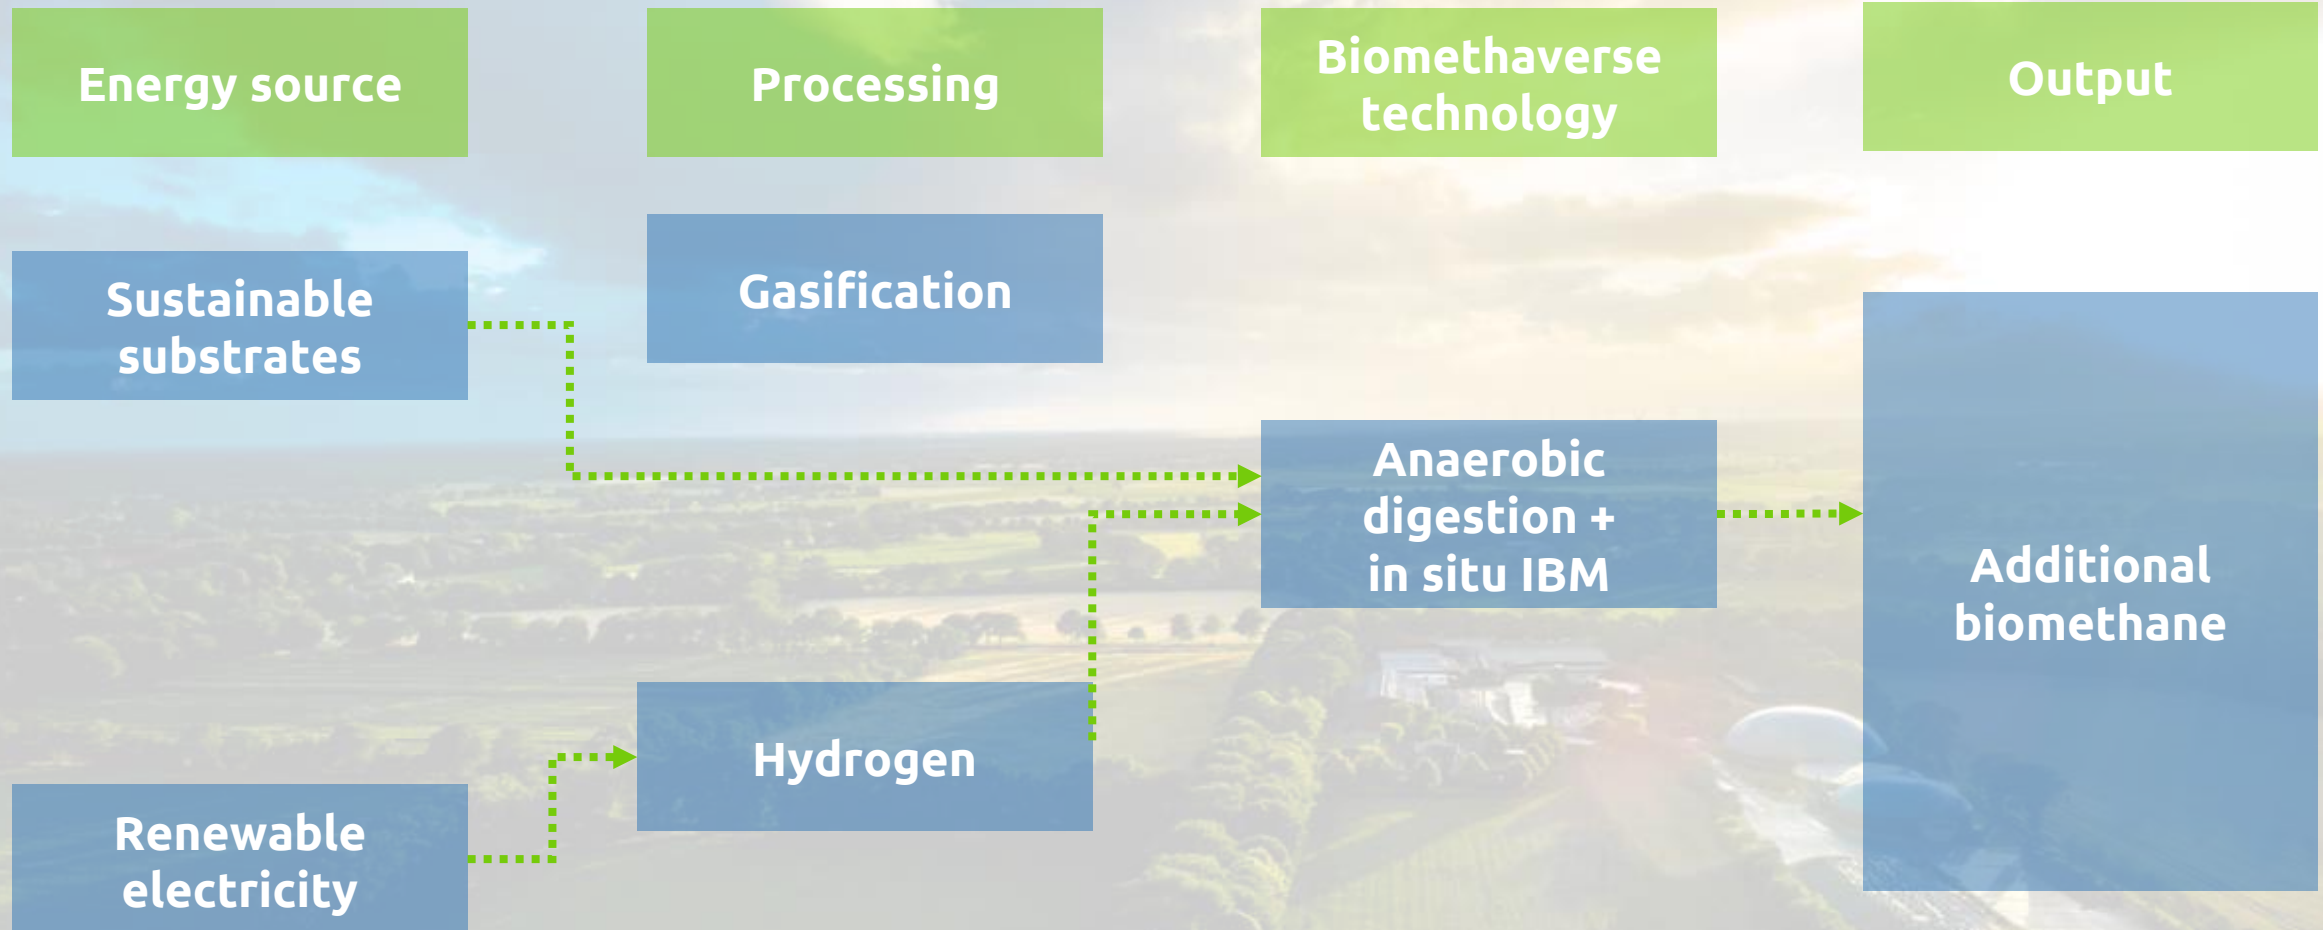 Energy source
Processing
Biomethaverse
technology
Output
Sustainable
substrates
Gasification
Anaerobic
digestion +
in situ IBM
Additional
biomethane
Hydrogen
Renewable
electricity